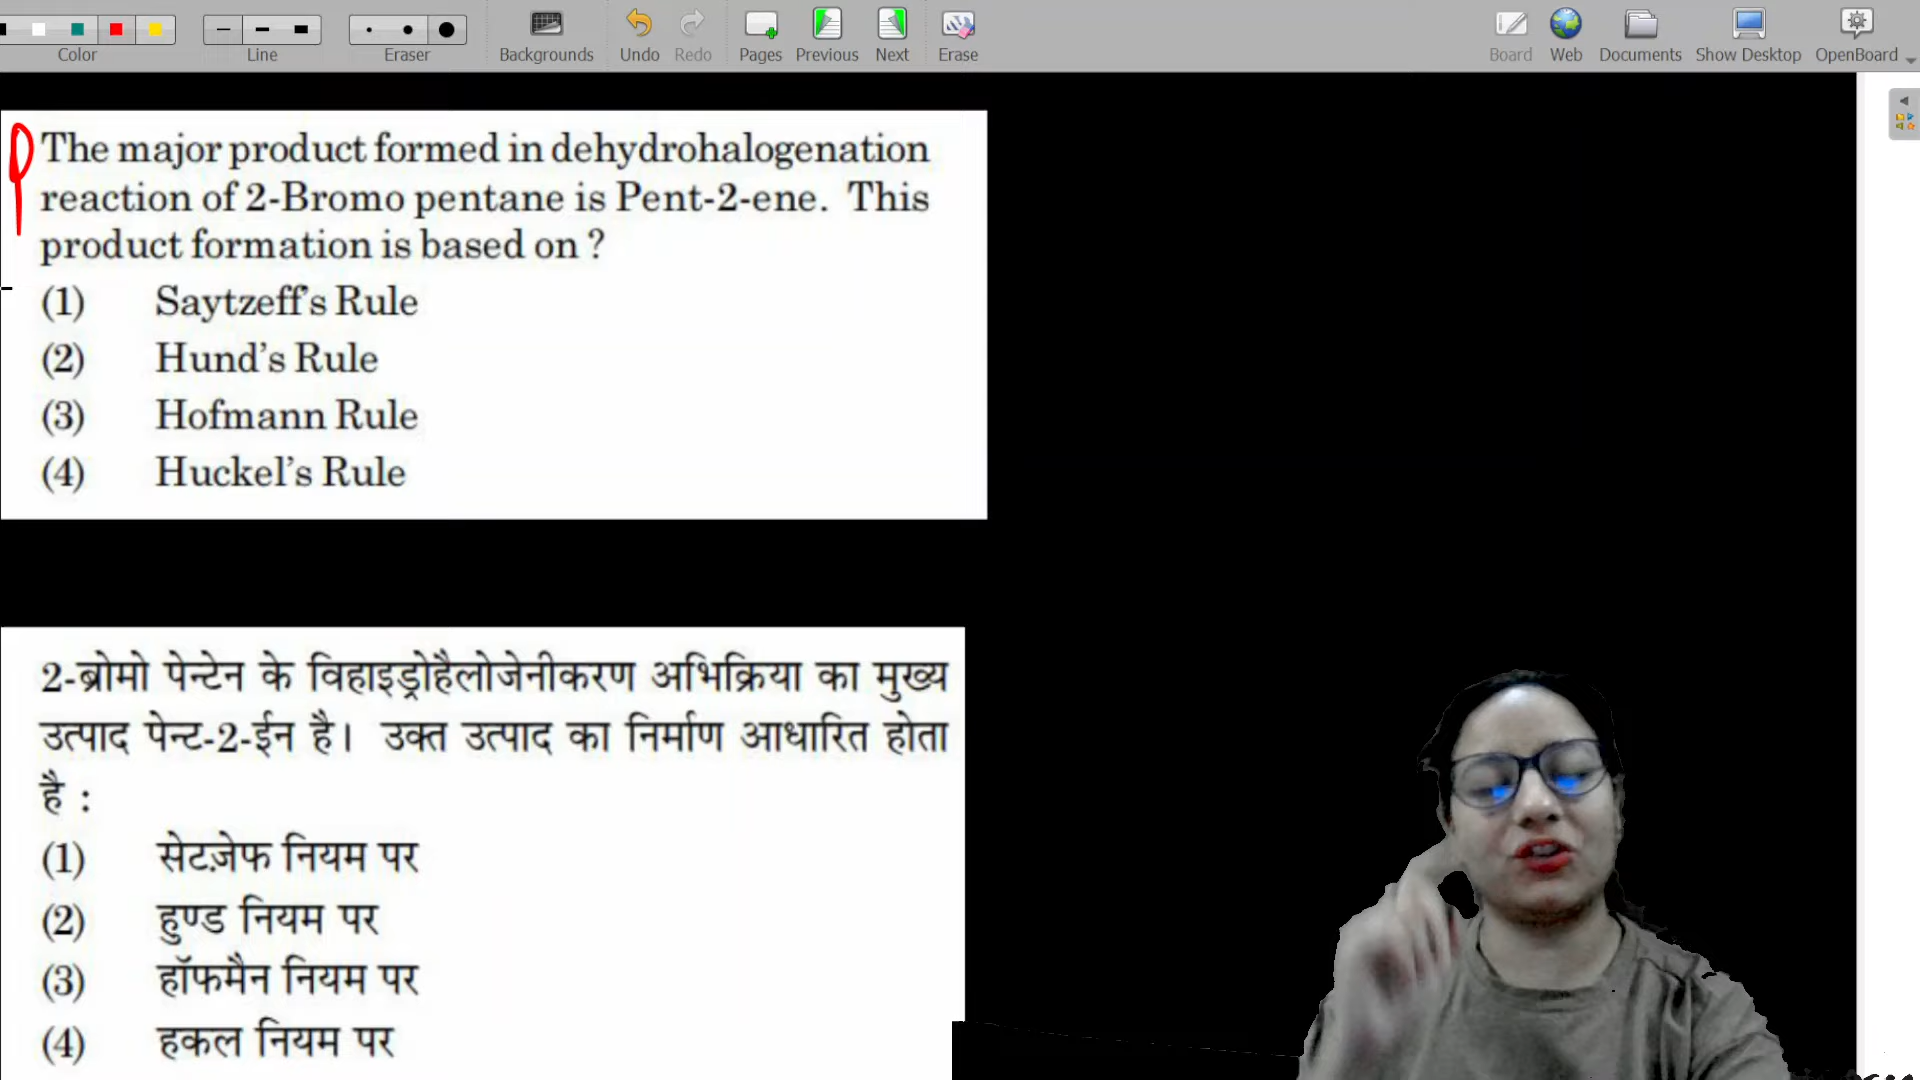 Color
Line
Eraser
Backgrounds
Undo
Redo
Pages
Previous
Next
Erase
Board
Web
Documents
Show Desktop
OpenBoard
The major product formed in dehydrohalogenation
reaction of 2-Bromo pentane is Pent-2-ene. This
product formation is based on ?
(1) Saytzeff's Rule
(2) Hund's Rule
(3) Hofmann Rule
(4) Huckel's Rule
2-ब्रोमो पेन्टेन के विहाइड्रोहैलोजेनीकरण अभिक्रिया का मुख्य
उत्पाद पेन्ट-2-ईन है। उक्त उत्पाद का निर्माण आधारित होता
है :
(1) सेटज़ेफ नियम पर
(2) हुण्ड नियम पर
(3) हॉफमैन नियम पर
(4) हकल नियम पर